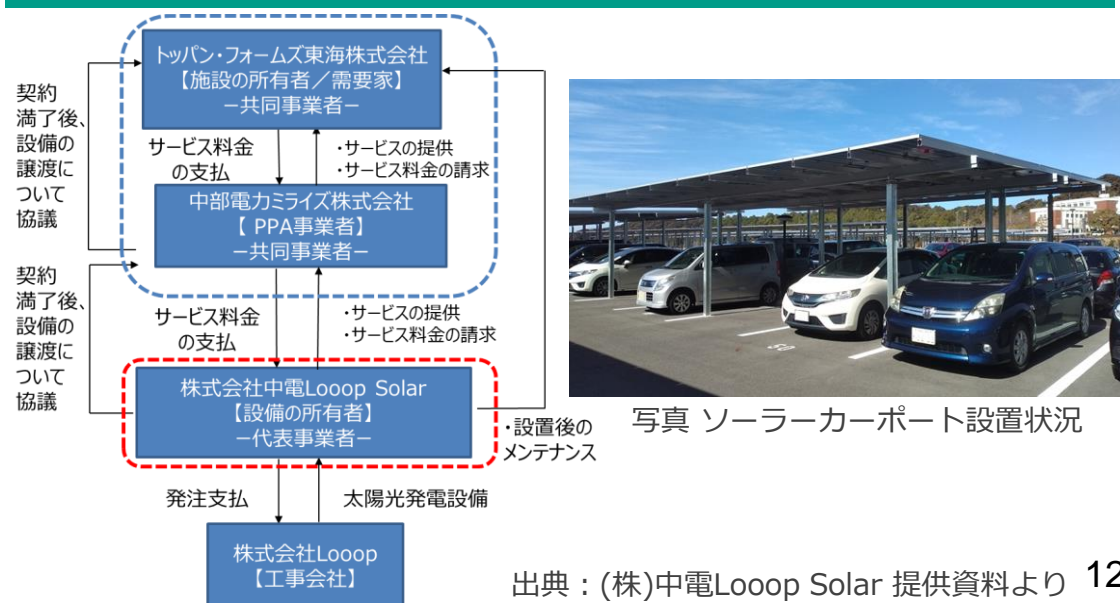 トッパン・フォームズ東海株式会社
【施設の所有者／需要家】
－共同事業者－
契約
満了後、
設備の
譲渡に
ついて
協議
サービス料金
の支払
・サービスの提供
・サービス料金の請求
中部電力ミライズ株式会社
【 PPA事業者】
－共同事業者－
契約
満了後、
設備の
譲渡に
ついて
協議
サービス料金
の支払
・サービスの提供
・サービス料金の請求
株式会社中電Looop Solar
【設備の所有者】
－代表事業者－
・設置後の
メンテナンス
発注支払
太陽光発電設備
株式会社Looop
【工事会社】
写真 ソーラーカーポート設置状況
出典：(株)中電Looop Solar 提供資料より
12